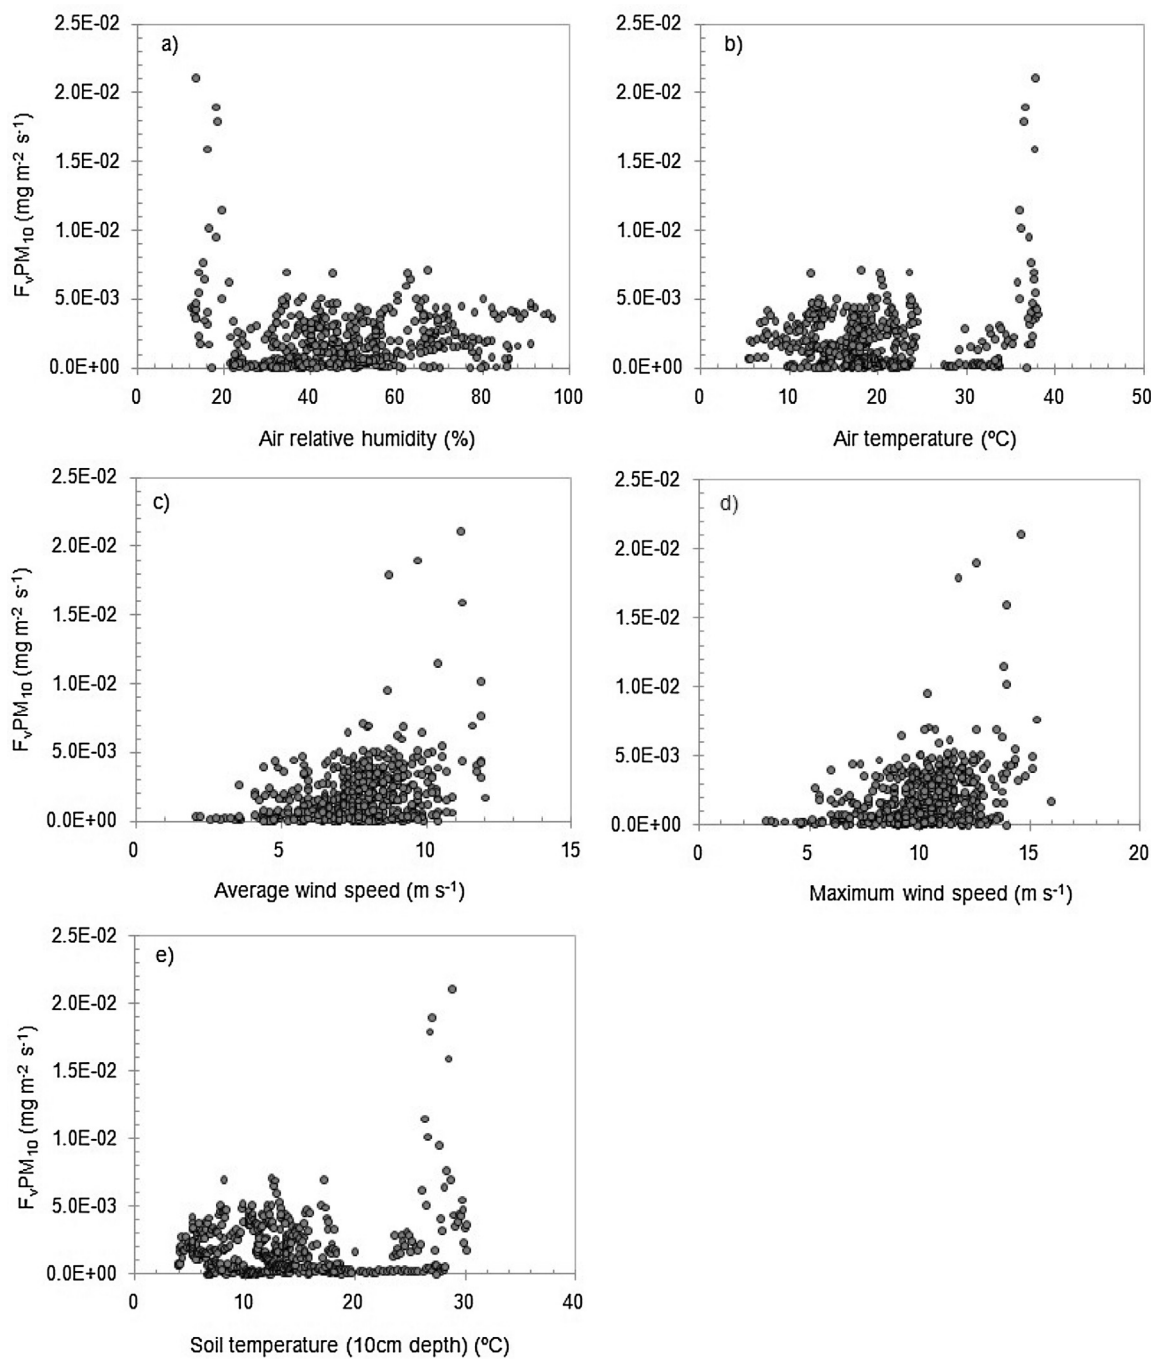 2.5E-02
2.0E-02
1.5E-02
1.0E-02
5.0E-03
0.0E+00
FᵥPM₁₀ (mg m⁻² s⁻¹)
a)
0 20 40 60 80 100
Air relative humidity (%)
2.5E-02
2.0E-02
1.5E-02
1.0E-02
5.0E-03
0.0E+00
b)
0 10 20 30 40 50
Air temperature (ºC)
2.5E-02
2.0E-02
1.5E-02
1.0E-02
5.0E-03
0.0E+00
FᵥPM₁₀ (mg m⁻² s⁻¹)
c)
0 5 10 15
Average wind speed (m s⁻¹)
2.5E-02
2.0E-02
1.5E-02
1.0E-02
5.0E-03
0.0E+00
d)
0 5 10 15 20
Maximum wind speed (m s⁻¹)
2.5E-02
2.0E-02
1.5E-02
1.0E-02
5.0E-03
0.0E+00
FᵥPM₁₀ (mg m⁻² s⁻¹)
e)
0 10 20 30 40
Soil temperature (10cm depth) (ºC)